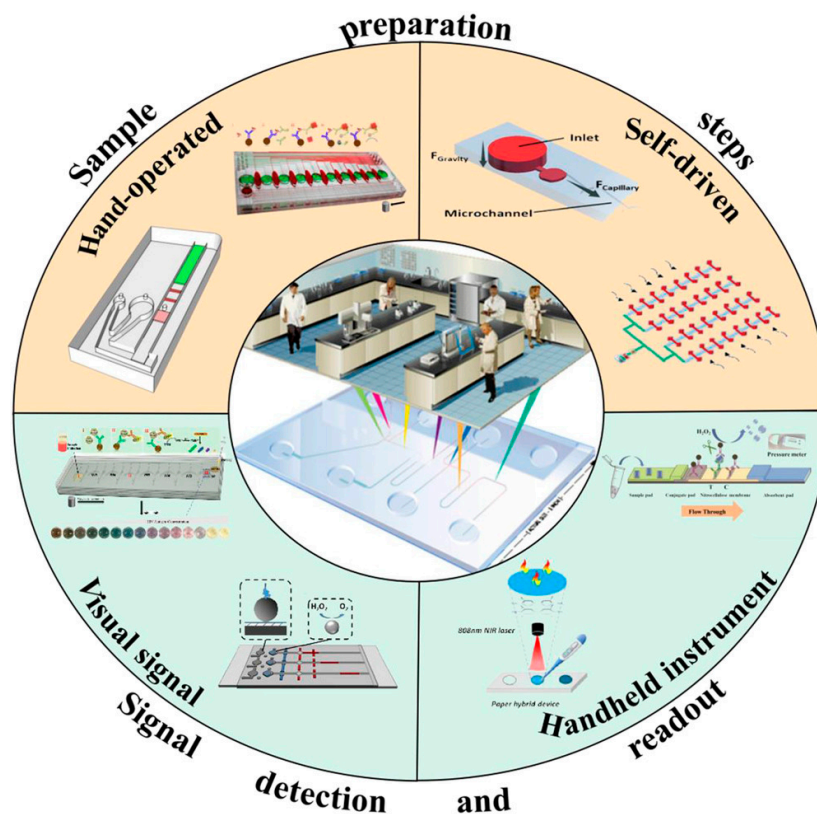 Sample preparation steps
Hand-operated
Self-driven
Inlet
F Gravity
F Capillary
Microchannel
H₂O₂
Pressure meter
Sample pad
Conjugate pad
Nitrocellulose membrane
Absorbent pad
T
C
Flow Through
H₂O₂
O₂
808nm NIR laser
Paper hybrid device
Visual signal
Handheld instrument
Signal detection and readout